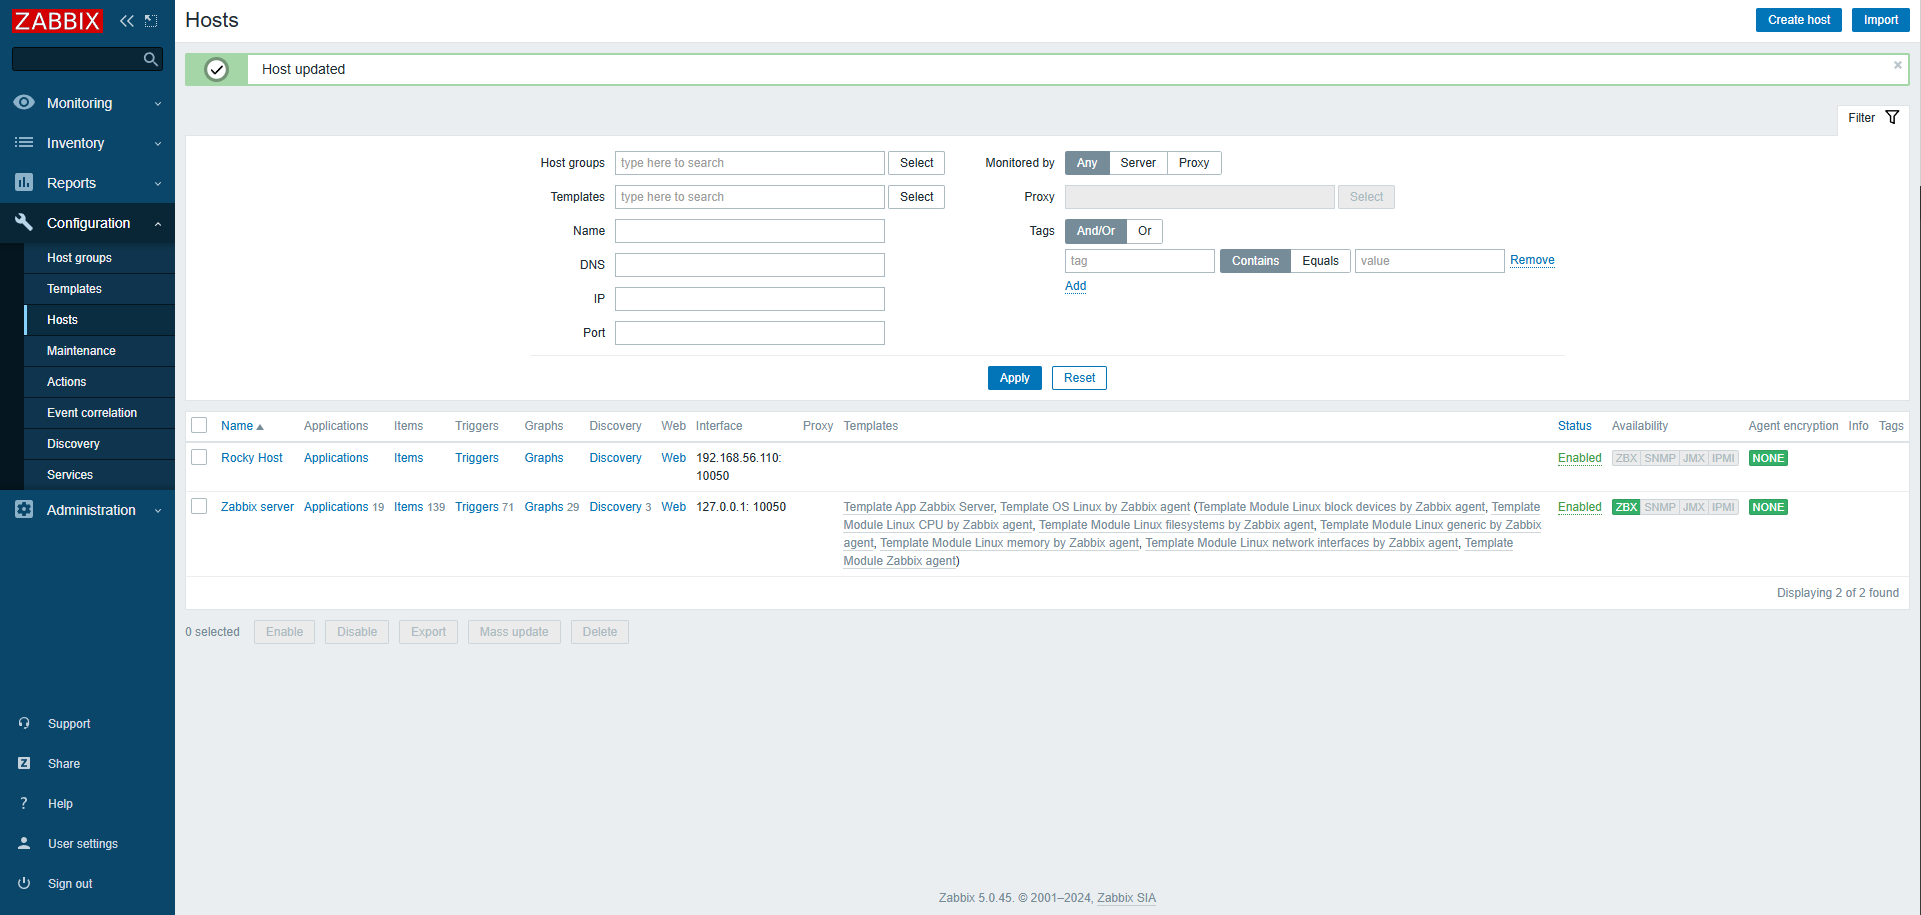 ZABBIX
Monitoring
Inventory
Reports
Configuration
Host groups
Templates
Hosts
Maintenance
Actions
Event correlation
Discovery
Services
Administration
Support
Share
Help
User settings
Sign out
Hosts
Create host Import
Host updated
Filter
Host groups type here to search Select
Templates type here to search Select
Name
DNS
IP
Port
Monitored by Any Server Proxy
Proxy Select
Tags And/Or Or
tag Contains Equals value Remove
Add
Apply Reset
Name Applications Items Triggers Graphs Discovery Web Interface Proxy Templates Status Availability Agent encryption Info Tags
Rocky Host Applications Items Triggers Graphs Discovery Web 192.168.56.110: Enabled ZBX SNMP JMX IPMI NONE
10050
Zabbix server Applications 19 Items 139 Triggers 71 Graphs 29 Discovery 3 Web 127.0.0.1: 10050 Template App Zabbix Server, Template OS Linux by Zabbix agent (Template Module Linux block devices by Zabbix agent, Template Enabled ZBX SNMP JMX IPMI NONE
Module Linux CPU by Zabbix agent, Template Module Linux filesystems by Zabbix agent, Template Module Linux generic by Zabbix
agent, Template Module Linux memory by Zabbix agent, Template Module Linux network interfaces by Zabbix agent, Template
Module Zabbix agent)
Displaying 2 of 2 found
0 selected Enable Disable Export Mass update Delete
Zabbix 5.0.45. © 2001–2024, Zabbix SIA